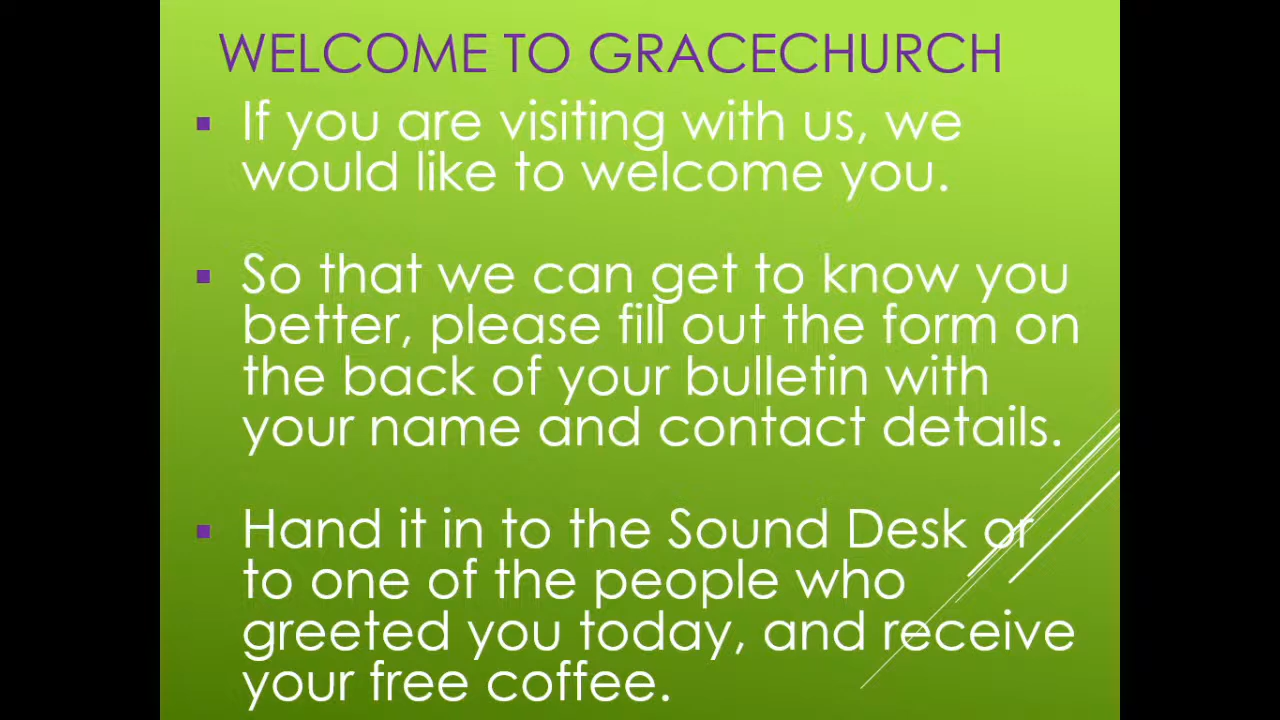 WELCOME TO GRACECHURCH
▪ If you are visiting with us, we
would like to welcome you.
▪ So that we can get to know you
better, please fill out the form on
the back of your bulletin with
your name and contact details.
▪ Hand it in to the Sound Desk or
to one of the people who
greeted you today, and receive
your free coffee.